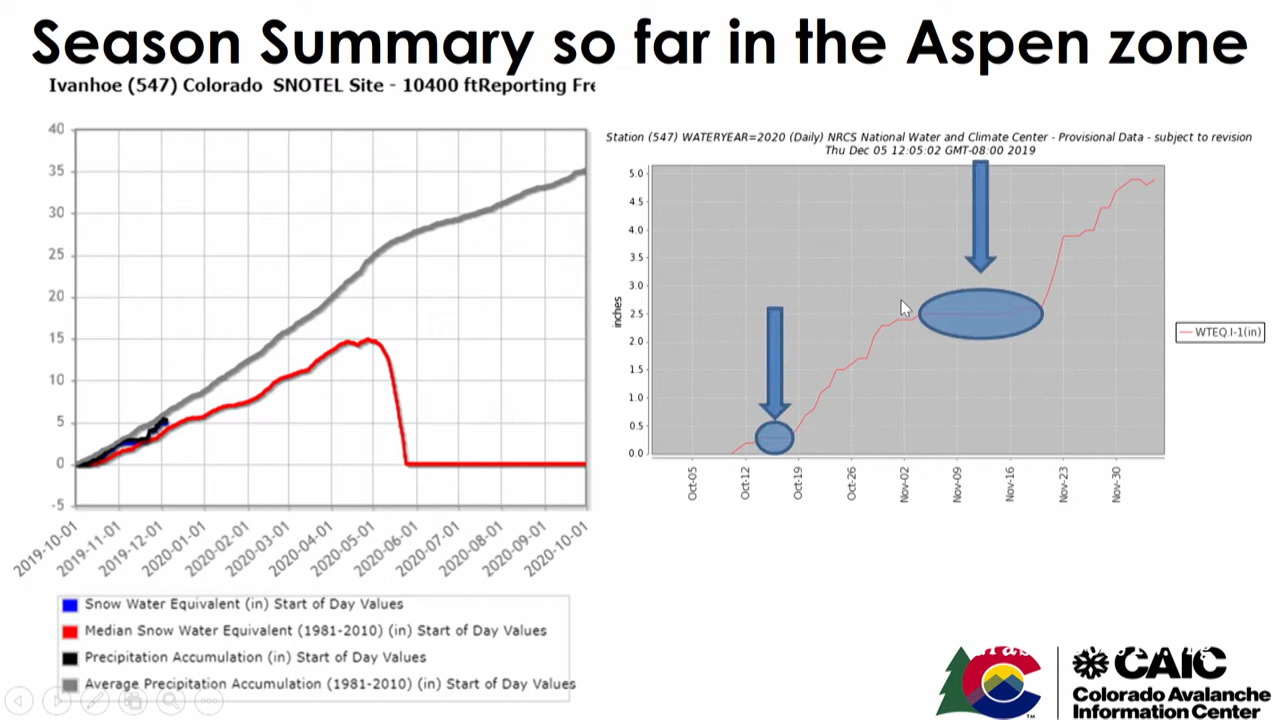 Season Summary so far in the Aspen zone
Ivanhoe (547) Colorado SNOTEL Site - 10400 ftReporting Fre
40
35
30
25
20
15
10
5
0
-5
2019-10-01
2019-11-01
2019-12-01
2020-01-01
2020-02-01
2020-03-01
2020-04-01
2020-05-01
2020-06-01
2020-07-01
2020-08-01
2020-09-01
2020-10-01
Snow Water Equivalent (in) Start of Day Values
Median Snow Water Equivalent (1981-2010) (in) Start of Day Values
Precipitation Accumulation (in) Start of Day Values
Average Precipitation Accumulation (1981-2010) (in) Start of Day Values
Station (547) WATERYEAR=2020 (Daily) NRCS National Water and Climate Center - Provisional Data - subject to revision
Thu Dec 05 12:05:02 GMT-08:00 2019
5.0
4.5
4.0
3.5
3.0
2.5
2.0
1.5
1.0
0.5
0.0
inches
Oct-05
Oct-12
Oct-19
Oct-26
Nov-02
Nov-09
Nov-16
Nov-23
Nov-30
WTEQ.I-1(in)
CAIC
Colorado Avalanche
Information Center
TM